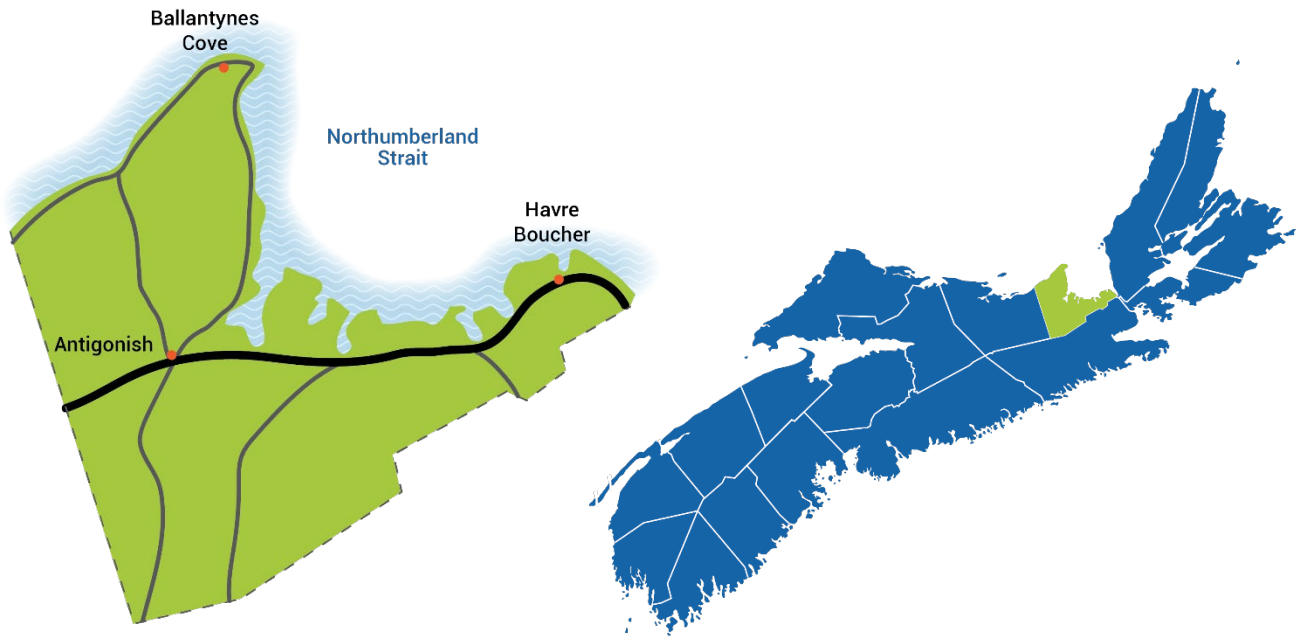 Ballantynes
Cove
Northumberland
Strait
Havre
Boucher
Antigonish